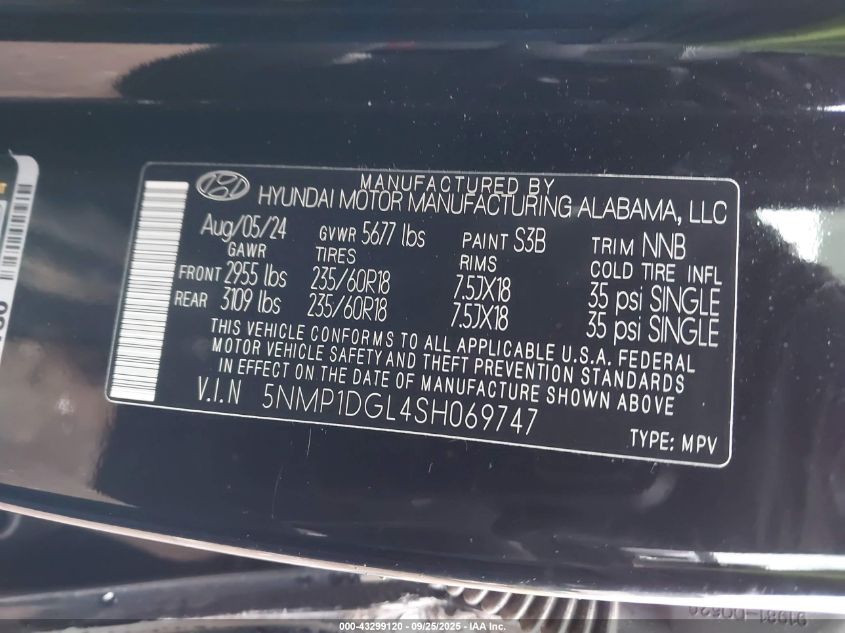 MANUFACTURED BY
HYUNDAI MOTOR MANUFACTURING ALABAMA, LLC
Aug/05/24 GVWR 5677 lbs PAINT S3B TRIM NNB
GAWR TIRES RIMS COLD TIRE INFL
FRONT 2955 lbs 235/60R18 7.5JX18 35 psi SINGLE
REAR 3109 lbs 235/60R18 7.5JX18 35 psi SINGLE
THIS VEHICLE CONFORMS TO ALL APPLICABLE U.S.A. FEDERAL
MOTOR VEHICLE SAFETY AND THEFT PREVENTION STANDARDS
IN EFFECT ON THE DATE OF MANUFACTURE SHOWN ABOVE
V.I.N 5NMP1DGL4SH069747
TYPE: MPV
000-43299120 - 09/25/2025 - IAA Inc.